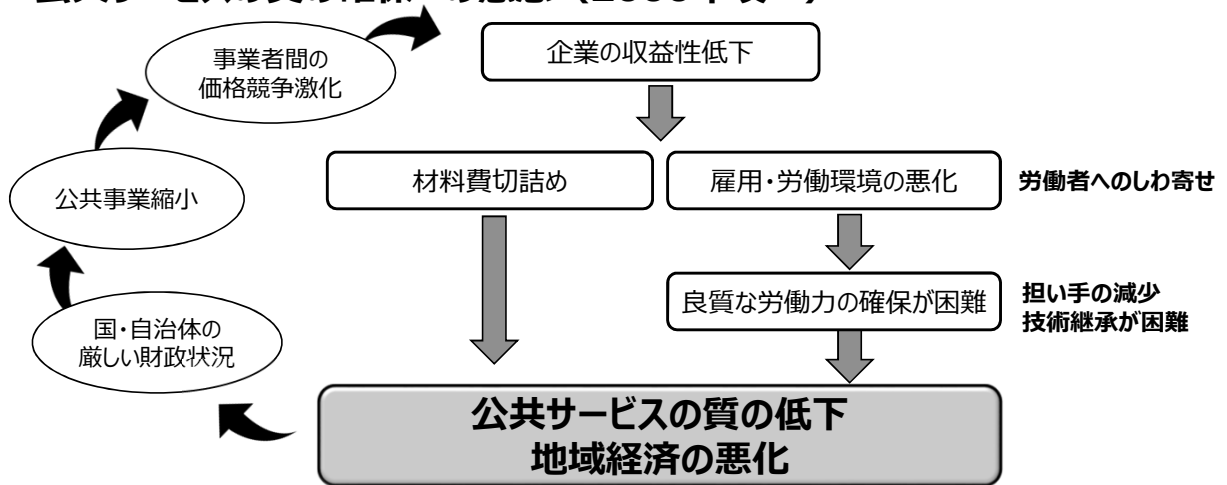 事業者間の
価格競争激化
企業の収益性低下
公共事業縮小
材料費切詰め
雇用・労働環境の悪化
労働者へのしわ寄せ
良質な労働力の確保が困難
担い手の減少
技術継承が困難
国・自治体の
厳しい財政状況
公共サービスの質の低下
地域経済の悪化